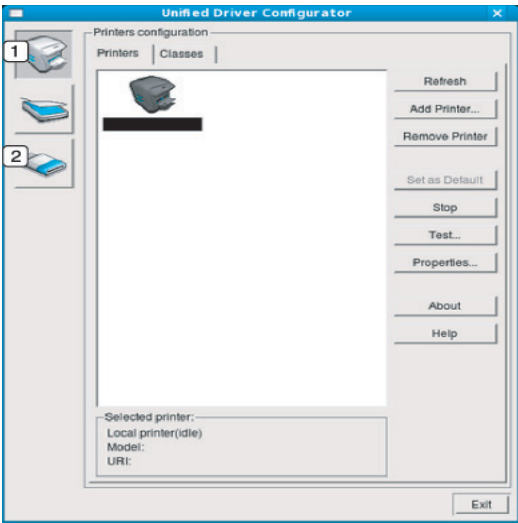 Unified Driver Configurator
Printers configuration
1
Printers
Classes
Refresh
Add Printer...
Remove Printer
2
Set as Default
Stop
Test...
Properties...
About
Help
Selected printer:
Local printer(idle)
Model:
URI:
Exit